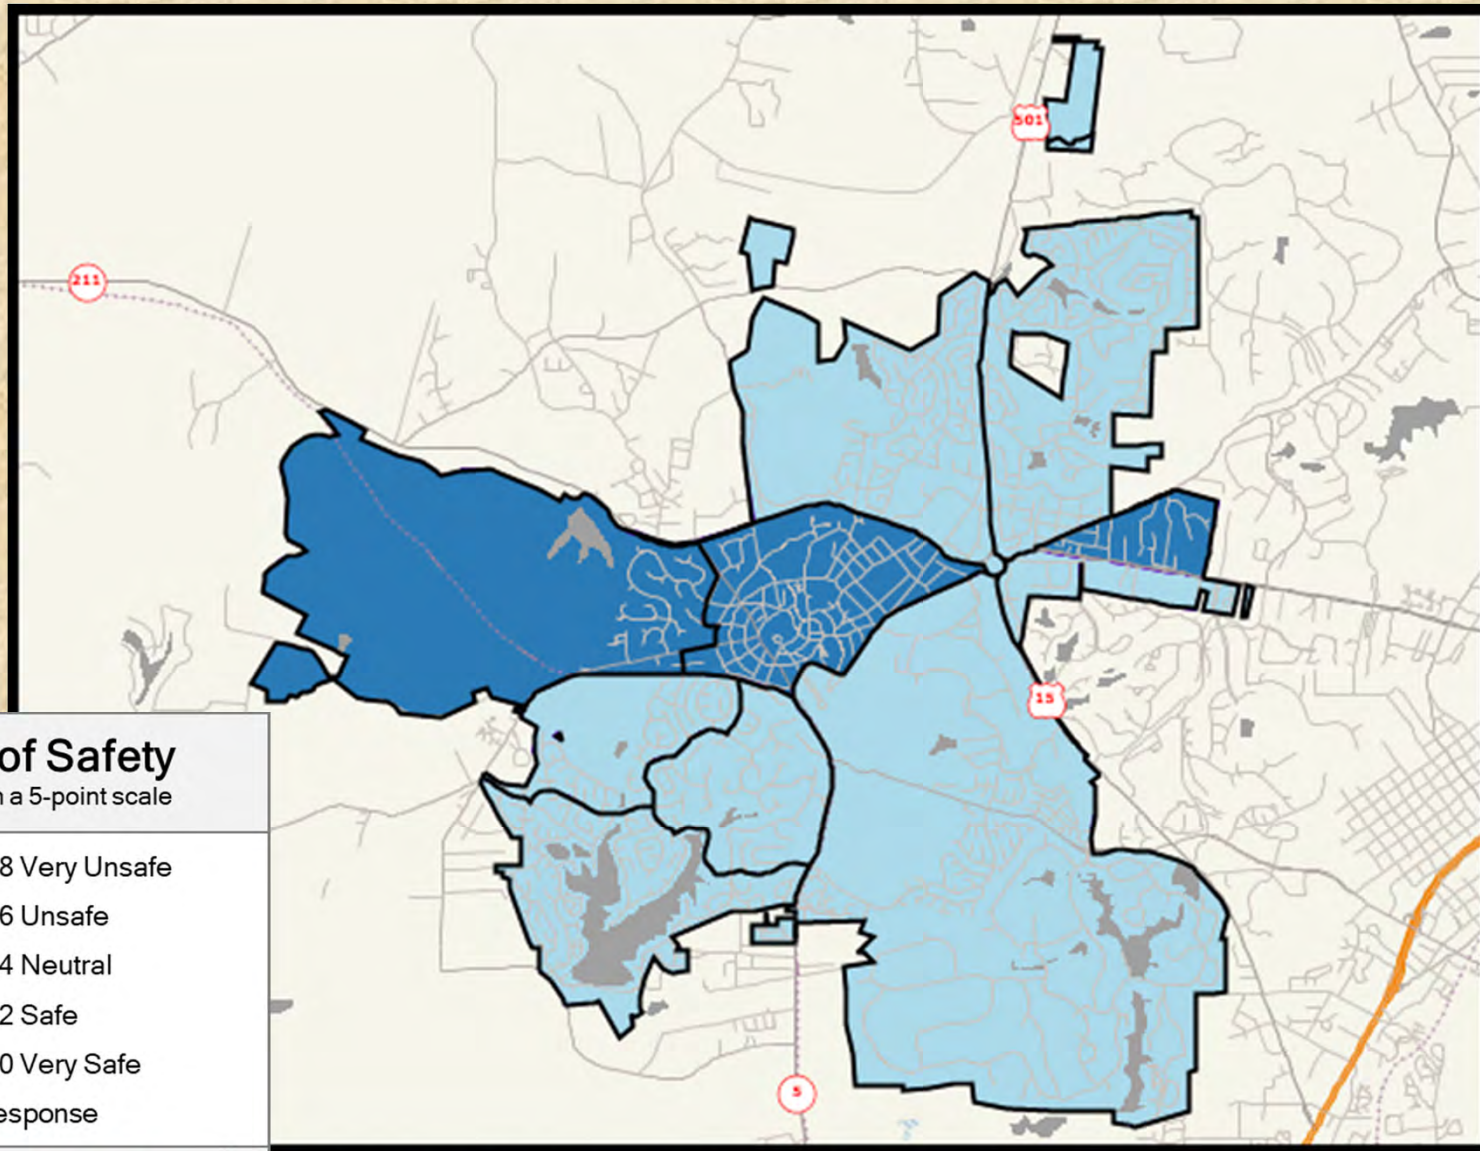 501
211
15
of Safety
a 5-point scale
8 Very Unsafe
6 Unsafe
4 Neutral
2 Safe
0 Very Safe
esponse
5